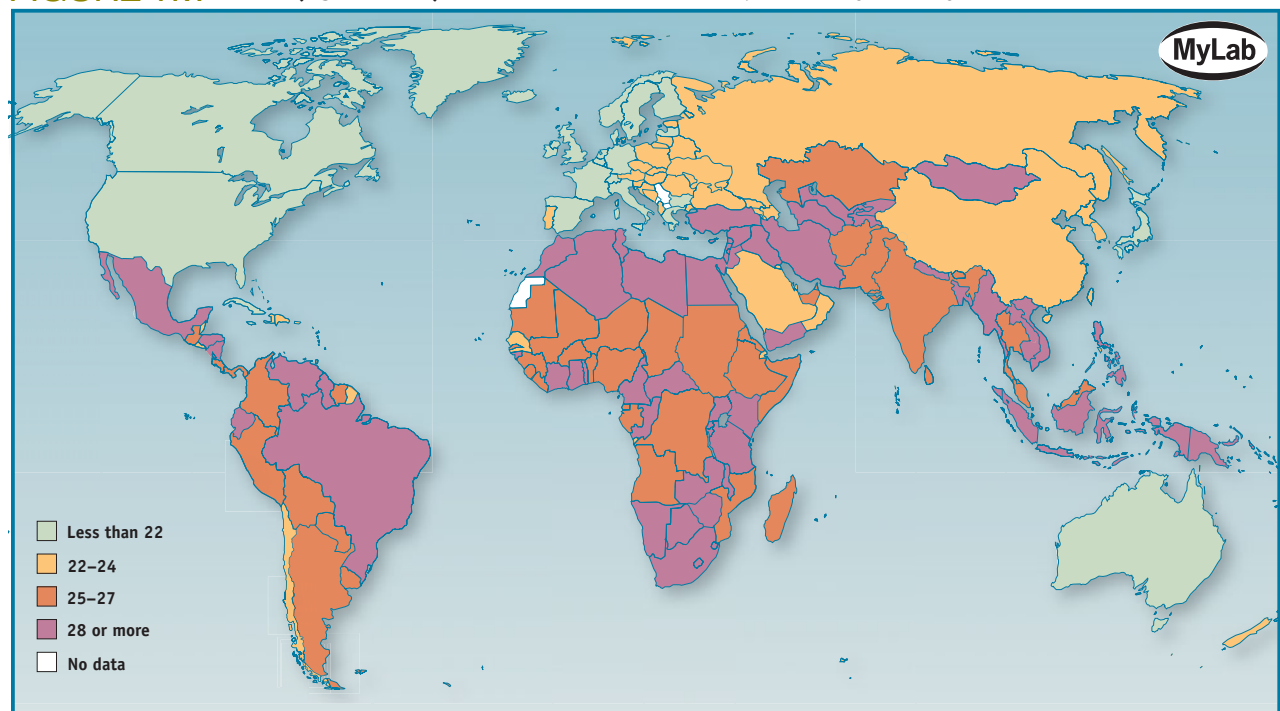 MyLab
Less than 22
22–24
25–27
28 or more
No data